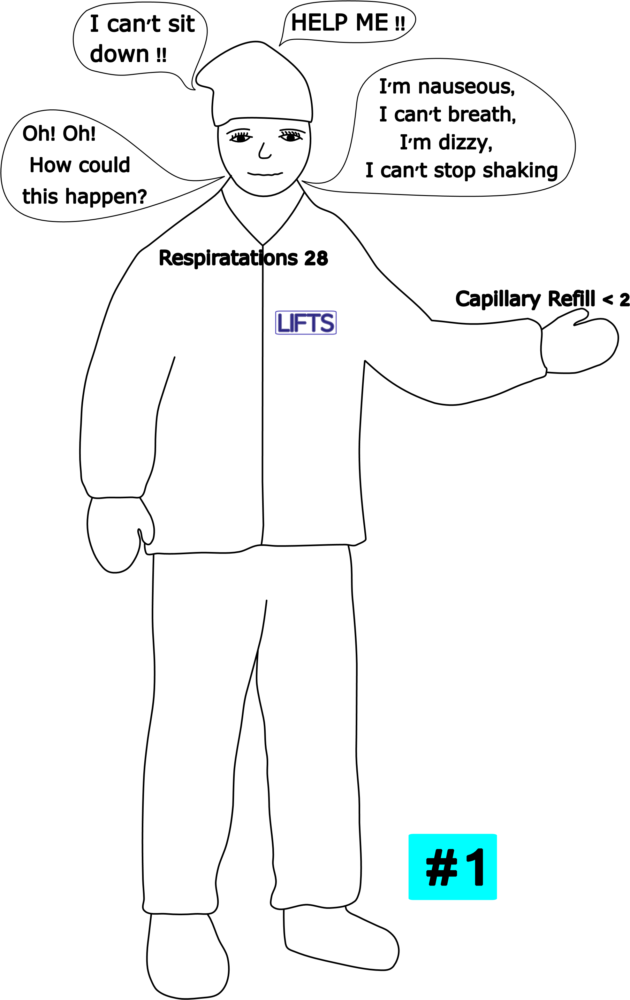 I can't sit
down !!
HELP ME !!
I'm nauseous,
I can't breath,
I'm dizzy,
I can't stop shaking
Oh! Oh!
How could
this happen?
Respiratations 28
Capillary Refill < 2
LIFTS
#1